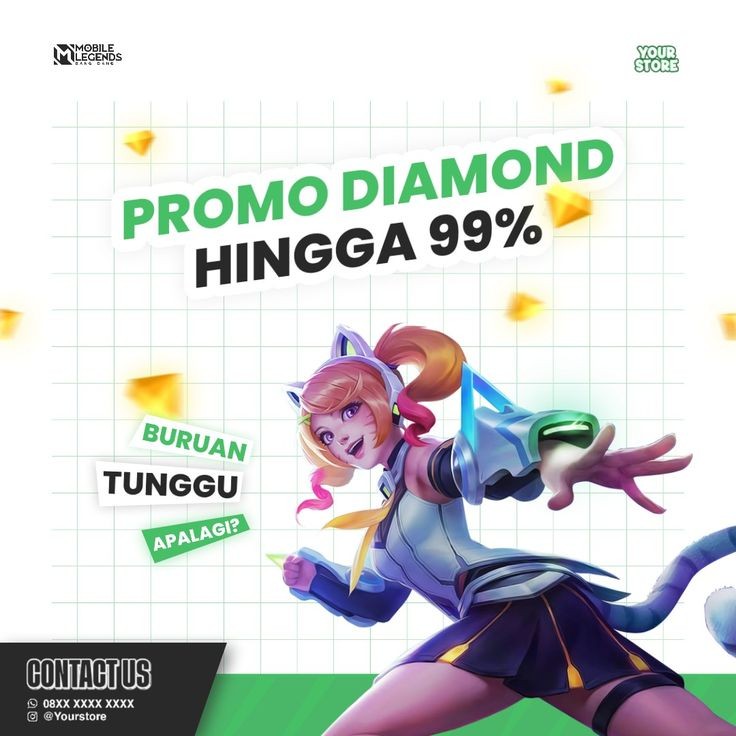 MOBILE
LEGENDS
BANG BANG
YOUR
STORE
PROMO DIAMOND
HINGGA 99%
BURUAN
TUNGGU
APALAGI?
CONTACT US
08XX XXXX XXXX
@Yourstore